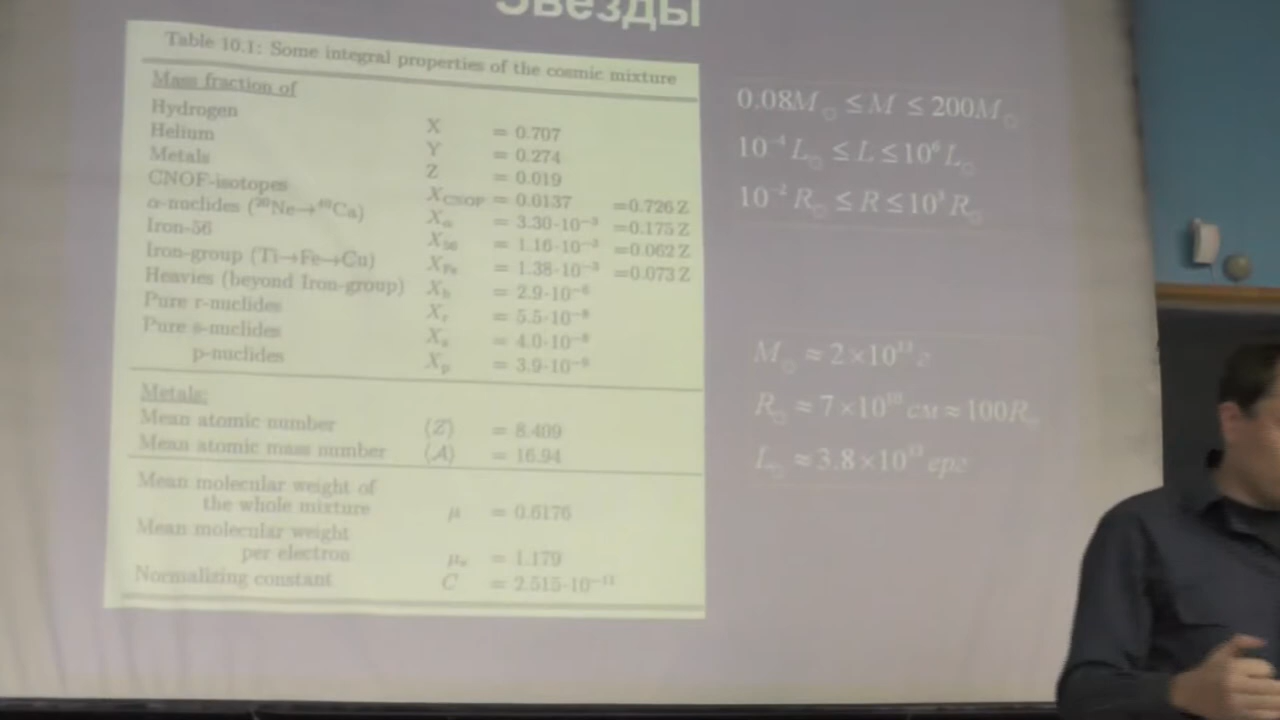 Звезды
Table 10.1: Some integral properties of the cosmic mixture
Mass fraction of
Hydrogen X = 0.707
Helium Y = 0.274
Metals Z = 0.019
CNOF-isotopes X_CNOF = 0.0137 =0.726 Z
α-nuclides (²⁰Ne→⁴⁰Ca) X_α = 3.30·10⁻³ =0.175 Z
Iron-56 X₅₆ = 1.16·10⁻³ =0.062 Z
Iron-group (Ti→Fe→Cu) X_Fe = 1.38·10⁻³ =0.073 Z
Heavies (beyond Iron-group) X_h = 2.9·10⁻⁶
Pure r-nuclides X_r = 5.5·10⁻⁸
Pure s-nuclides X_s = 4.0·10⁻⁸
p-nuclides X_p = 3.9·10⁻⁹
Metals:
Mean atomic number ⟨Z⟩ = 8.409
Mean atomic mass number ⟨A⟩ = 16.94
Mean molecular weight of
the whole mixture μ = 0.6176
Mean molecular weight
per electron μₑ = 1.179
Normalizing constant C = 2.515·10⁻¹¹
0.08M☉ ≤ M ≤ 200M☉
10⁻⁴ L☉ ≤ L ≤ 10⁶ L☉
10⁻² R☉ ≤ R ≤ 10³ R☉
M☉ ≈ 2×10³³ г
R☉ ≈ 7×10¹⁰ см ≈ 100R
L☉ ≈ 3.8×10³³ эрг